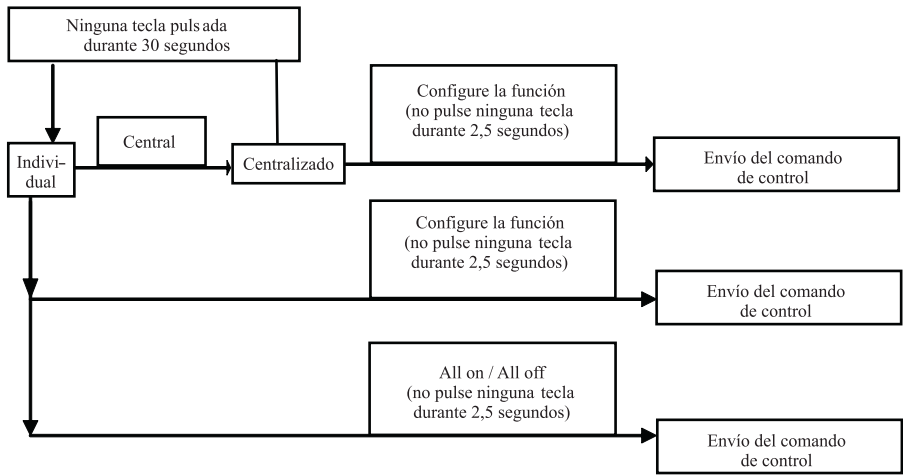 Ninguna tecla pulsada
durante 30 segundos
Configure la función
(no pulse ninguna tecla
durante 2,5 segundos)
Central
Indivi-
dual
Centralizado
Envío del comando
de control
Configure la función
(no pulse ninguna tecla
durante 2,5 segundos)
Envío del comando
de control
All on / All off
(no pulse ninguna tecla
durante 2,5 segundos)
Envío del comando
de control